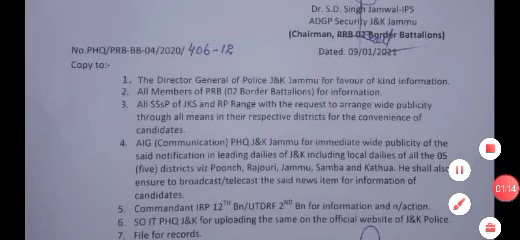 Dr. S.D. Singh Jamwal-IPS
ADGP Security J&K Jammu
(Chairman, RRB 02 Border Battalions)
No.PHQ/PRB-BB-04/2020/ 406-12
Dated. 09/01/2021
Copy to:-
1. The Director General of Police J&K Jammu for favour of kind information.
2. All Members of PRB (02 Border Battalions) for information.
3. All SSsP of JKS and RP Range with the request to arrange wide publicity
through all means in their respective districts for the convenience of
candidates.
4. AIG (Communication) PHQ J&K Jammu for immediate wide publicity of the
said notification in leading dailies of J&K including local dailies of all the 05
(five) districts viz Poonch, Rajouri, Jammu, Samba and Kathua. He shall also
ensure to broadcast/telecast the said news item for information of
candidates.
5. Commandant IRP 12TH Bn/UTDRF 2ND Bn for information and n/action.
6. SO IT PHQ J&K for uploading the same on the official website of J&K Police.
7. File for records.
01:14